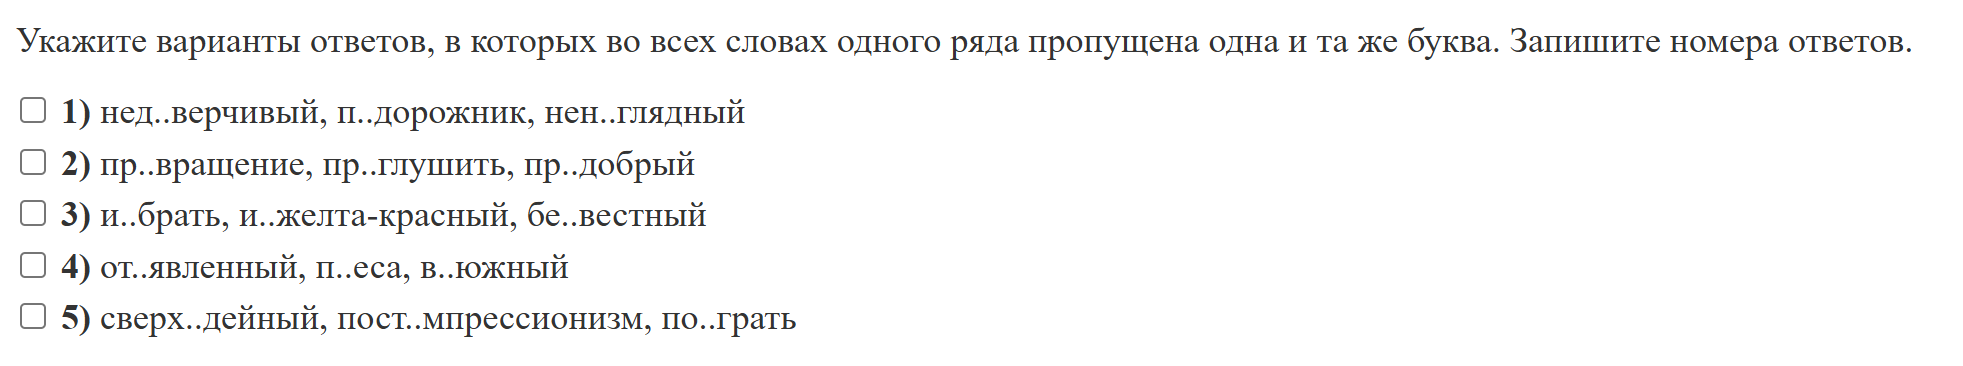 Укажите варианты ответов, в которых во всех словах одного ряда пропущена одна и та же буква. Запишите номера ответов.
1) нед..верчивый, п..дорожник, нен..глядный
2) пр..вращение, пр..глушить, пр..добрый
3) и..брать, и..желта-красный, бе..вестный
4) от..явленный, п..еса, в..южный
5) сверх..дейный, пост..мпрессионизм, по..грать